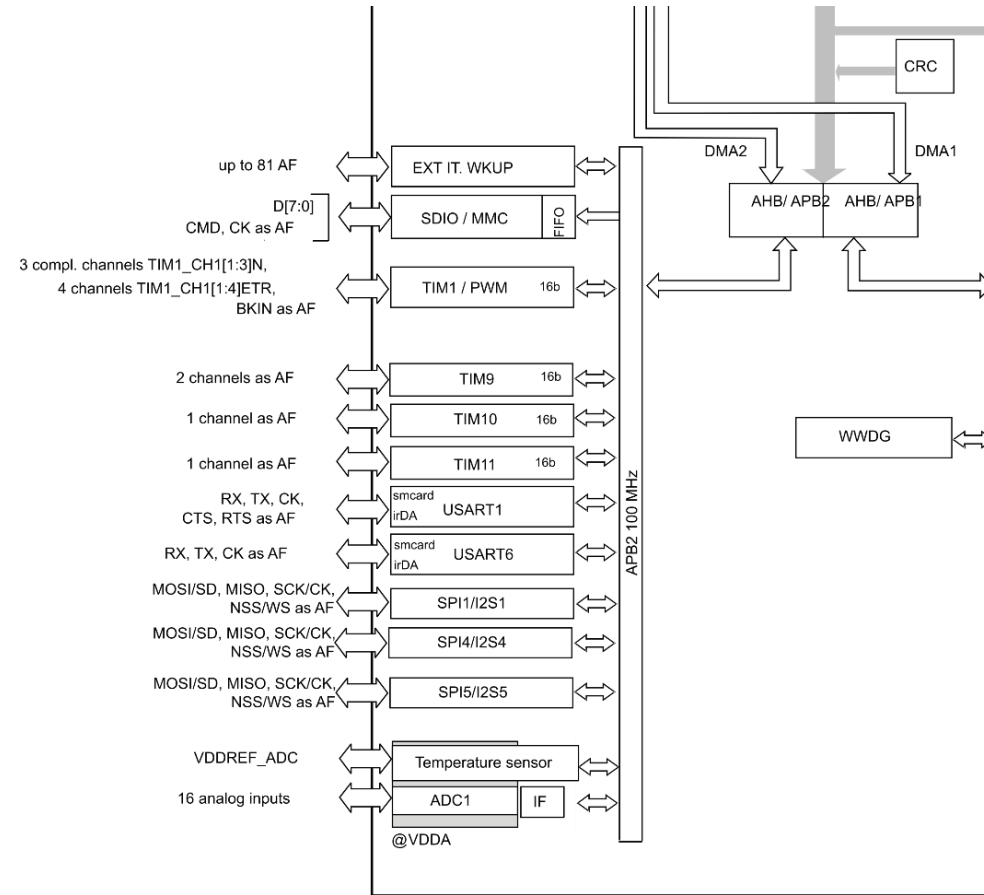 CRC
DMA2
DMA1
AHB/ APB2
AHB/ APB1
up to 81 AF
EXT IT. WKUP
D[7:0]
CMD, CK as AF
SDIO / MMC
FIFO
3 compl. channels TIM1_CH1[1:3]N,
4 channels TIM1_CH1[1:4]ETR,
BKIN as AF
TIM1 / PWM
16b
2 channels as AF
TIM9
16b
1 channel as AF
TIM10
16b
1 channel as AF
TIM11
16b
WWDG
RX, TX, CK,
CTS, RTS as AF
smcard
irDA
USART1
RX, TX, CK as AF
smcard
irDA
USART6
APB2 100 MHz
MOSI/SD, MISO, SCK/CK,
NSS/WS as AF
SPI1/I2S1
MOSI/SD, MISO, SCK/CK,
NSS/WS as AF
SPI4/I2S4
MOSI/SD, MISO, SCK/CK,
NSS/WS as AF
SPI5/I2S5
VDDREF_ADC
Temperature sensor
16 analog inputs
ADC1
IF
@VDDA